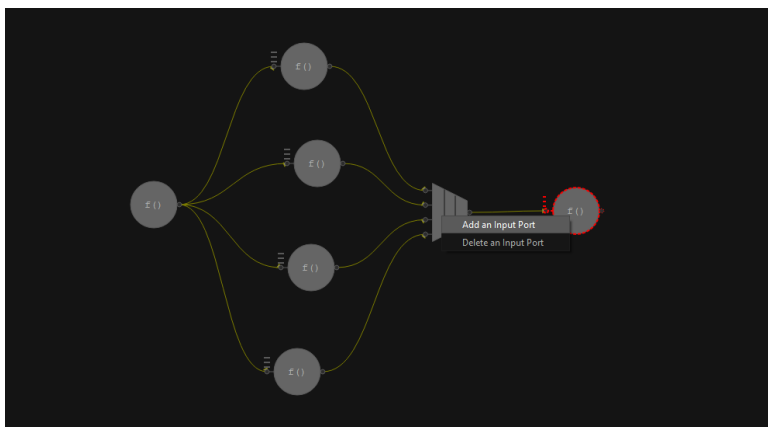 f()
f()
f()
f()
Add an Input Port
Delete an Input Port
f()
f()